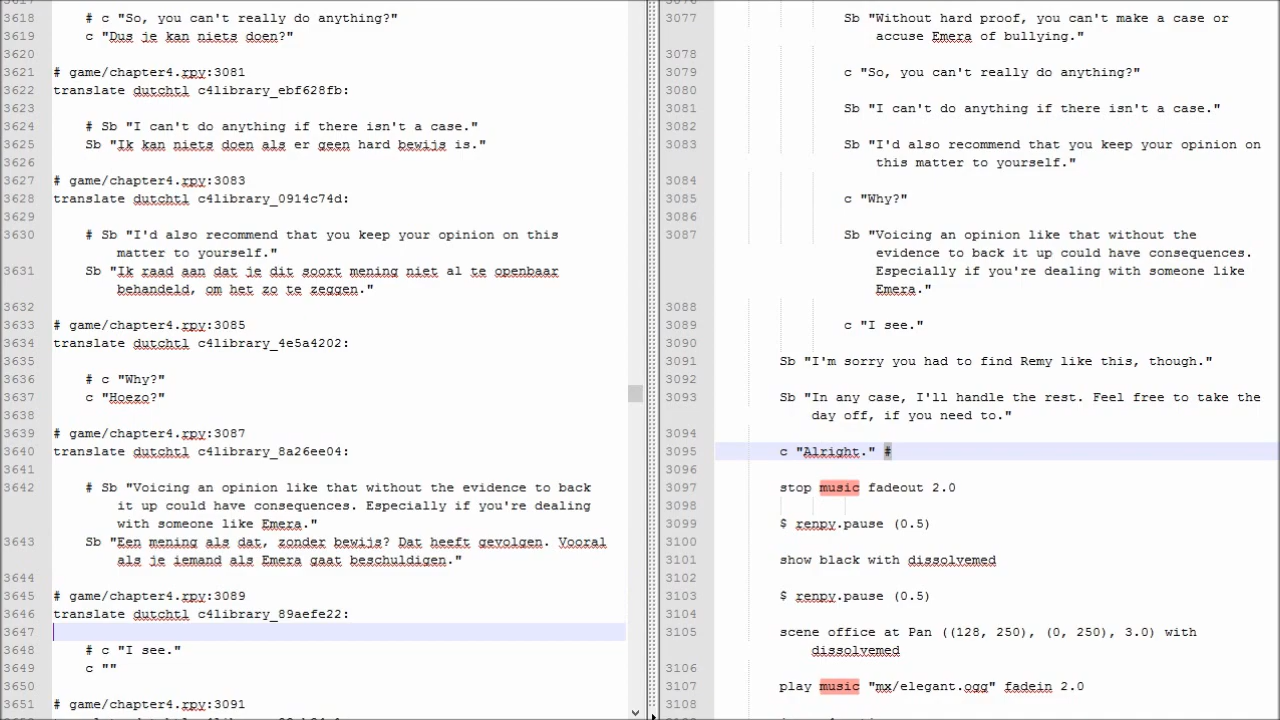 3617
3618 # c "So, you can't really do anything?"
3619 c "Dus je kan niets doen?"
3620
3621 # game/chapter4.rpy:3081
3622 translate dutchtl c4library_ebf628fb:
3623
3624 # Sb "I can't do anything if there isn't a case."
3625 Sb "Ik kan niets doen als er geen hard bewijs is."
3626
3627 # game/chapter4.rpy:3083
3628 translate dutchtl c4library_0914c74d:
3629
3630 # Sb "I'd also recommend that you keep your opinion on this
matter to yourself."
3631 Sb "Ik raad aan dat je dit soort mening niet al te openbaar
behandeld, om het zo te zeggen."
3632
3633 # game/chapter4.rpy:3085
3634 translate dutchtl c4library_4e5a4202:
3635
3636 # c "Why?"
3637 c "Hoezo?"
3638
3639 # game/chapter4.rpy:3087
3640 translate dutchtl c4library_8a26ee04:
3641
3642 # Sb "Voicing an opinion like that without the evidence to back
it up could have consequences. Especially if you're dealing
with someone like Emera."
3643 Sb "Een mening als dat, zonder bewijs? Dat heeft gevolgen. Vooral
als je iemand als Emera gaat beschuldigen."
3644
3645 # game/chapter4.rpy:3089
3646 translate dutchtl c4library_89aefe22:
3647
3648 # c "I see."
3649 c ""
3650
3651 # game/chapter4.rpy:3091
3077 Sb "Without hard proof, you can't make a case or
accuse Emera of bullying."
3078
3079 c "So, you can't really do anything?"
3080
3081 Sb "I can't do anything if there isn't a case."
3082
3083 Sb "I'd also recommend that you keep your opinion on
this matter to yourself."
3084
3085 c "Why?"
3086
3087 Sb "Voicing an opinion like that without the
evidence to back it up could have consequences.
Especially if you're dealing with someone like
Emera."
3088
3089 c "I see."
3090
3091 Sb "I'm sorry you had to find Remy like this, though."
3092
3093 Sb "In any case, I'll handle the rest. Feel free to take the
day off, if you need to."
3094
3095 c "Alright." #
3096
3097 stop music fadeout 2.0
3098
3099 $ renpy.pause (0.5)
3100
3101 show black with dissolvemed
3102
3103 $ renpy.pause (0.5)
3104
3105 scene office at Pan ((128, 250), (0, 250), 3.0) with
dissolvemed
3106
3107 play music "mx/elegant.ogg" fadein 2.0
3108